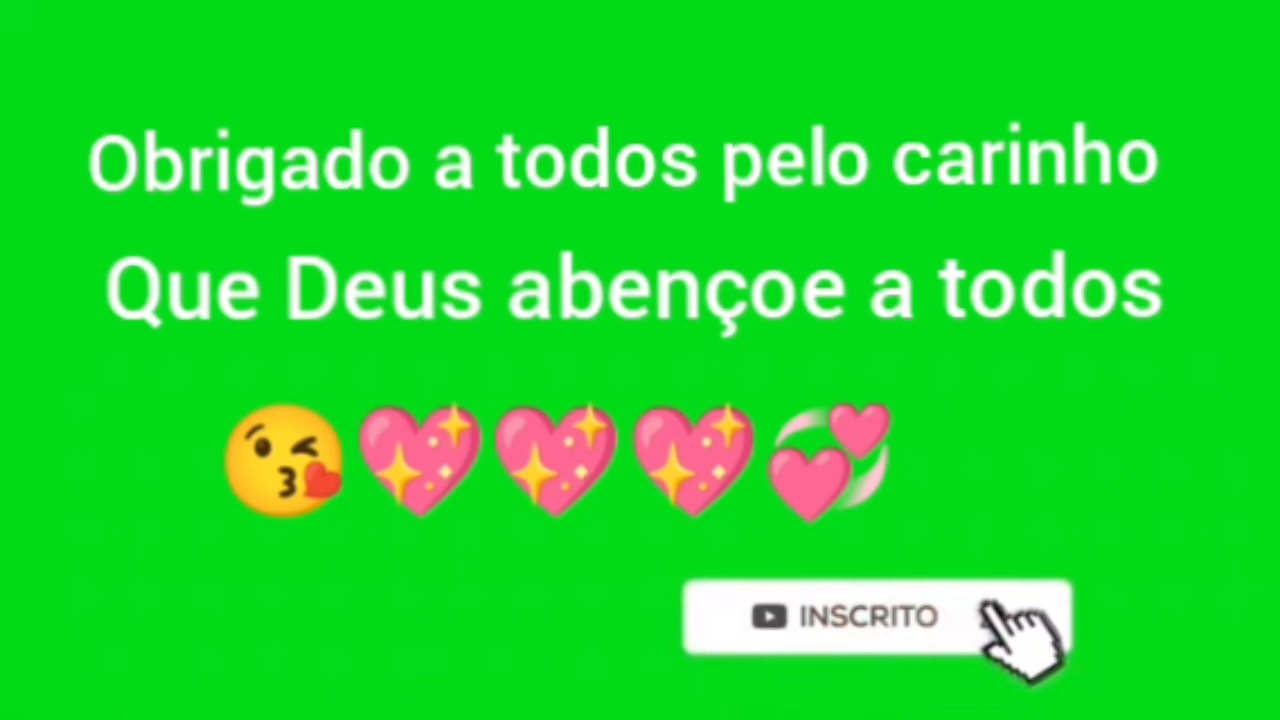 Obrigado a todos pelo carinho
Que Deus abençoe a todos
😘💖💖💖💞
INSCRITO